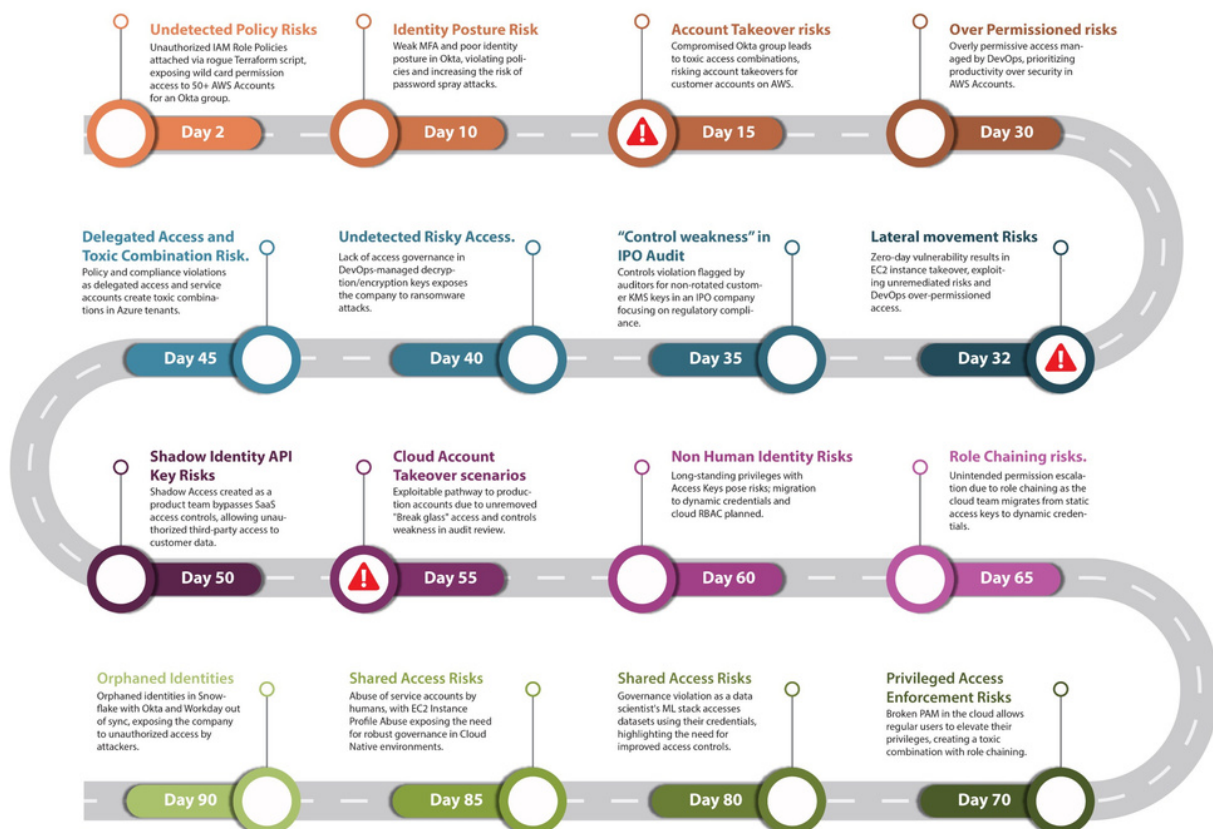 Undetected Policy Risks
Unauthorized IAM Role Policies
attached via rogue Terraform script,
exposing wild card permission
access to 50+ AWS Accounts
for an Okta group.
Day 2
Identity Posture Risk
Weak MFA and poor identity
posture in Okta, violating poli-
cies and increasing the risk of
password spray attacks.
Day 10
Account Takeover risks
Compromised Okta group leads
to toxic access combinations,
risking account takeovers for
customer accounts on AWS.
Day 15
Over Permissioned risks
Overly permissive access man-
aged by DevOps, prioritizing
productivity over security in
AWS Accounts.
Day 30
Delegated Access and
Toxic Combination Risk.
Policy and compliance violations
as delegated access and service
accounts create toxic combina-
tions in Azure tenants.
Day 45
Undetected Risky Access.
Lack of access governance in
DevOps-managed decryp-
tion/encryption keys exposes
the company to ransomware
attacks.
Day 40
“Control weakness” in
IPO Audit
Controls violation flagged by
auditors for non-rotated custom-
er KMS keys in an IPO company
focusing on regulatory compli-
ance.
Day 35
Lateral movement Risks
Zero-day vulnerability results in
EC2 instance takeover, exploit-
ing unremediated risks and
DevOps over-permissioned
access.
Day 32
Shadow Identity API
Key Risks
Shadow Access created as a
product team bypasses SaaS
access controls, allowing unau-
thorized third-party access to
customer data.
Day 50
Cloud Account
Takeover scenarios
Exploitable pathway to produc-
tion accounts due to unremoved
"Break glass" access and controls
weakness in audit review.
Day 55
Non Human Identity Risks
Long-standing privileges with
Access Keys pose risks; migration
to dynamic credentials and
cloud RBAC planned.
Day 60
Role Chaining risks.
Unintended permission escala-
tion due to role chaining as the
cloud team migrates from static
access keys to dynamic creden-
tials.
Day 65
Orphaned Identities
Orphaned identities in Snow-
flake with Okta and Workday out
of sync, exposing the company
to unauthorized access by
attackers.
Day 90
Shared Access Risks
Abuse of service accounts by
humans, with EC2 Instance
Profile Abuse exposing the need
for robust governance in Cloud
Native environments.
Day 85
Shared Access Risks
Governance violation as a data
scientist's ML stack accesses
datasets using their credentials,
highlighting the need for
improved access controls.
Day 80
Privileged Access
Enforcement Risks
Broken PAM in the cloud allows
regular users to elevate their
privileges, creating a toxic
combination with role chaining.
Day 70